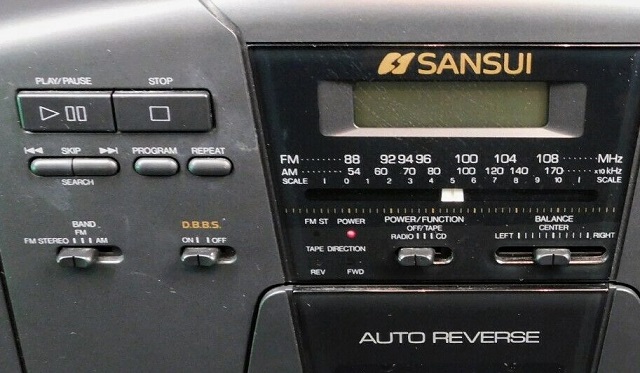 SANSUI
PLAY/PAUSE STOP
SKIP
PROGRAM REPEAT
SEARCH
FM 88 92 94 96 100 104 108 MHz
AM 54 60 70 80 100 120 140 170 x10 kHz
SCALE 1 0 1 2 3 4 5 6 7 8 9 10 1 SCALE
BAND
FM
FM STEREO AM
D.B.B.S.
ON OFF
FM ST POWER
TAPE DIRECTION
REV FWD
POWER/FUNCTION
OFF/TAPE
RADIO CD
BALANCE
CENTER
LEFT RIGHT
AUTO REVERSE